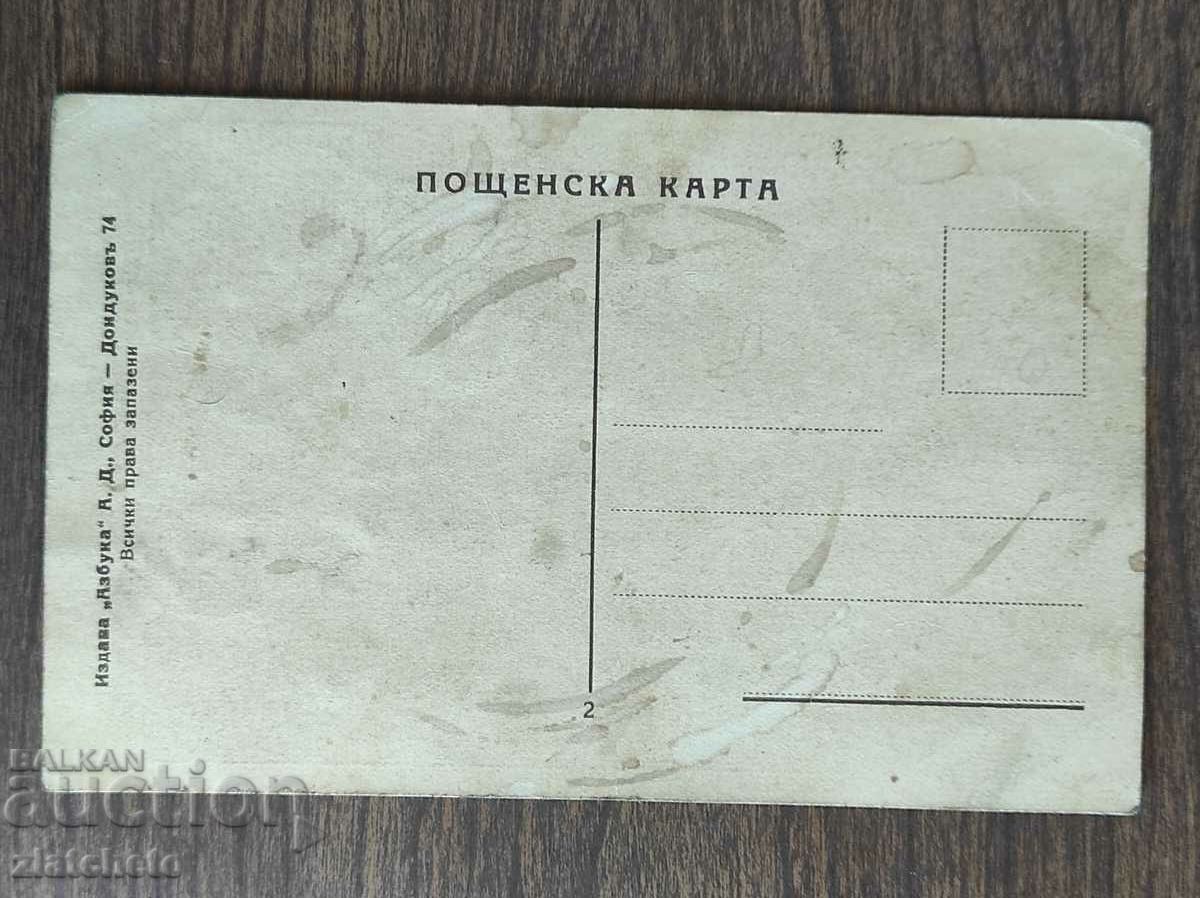 ПОЩЕНСКА КАРТА
Издава „Азбука“ А. Д., София — Дондуковъ 74
Всички права запазени
2
BALKAN
auction
zlatcheto